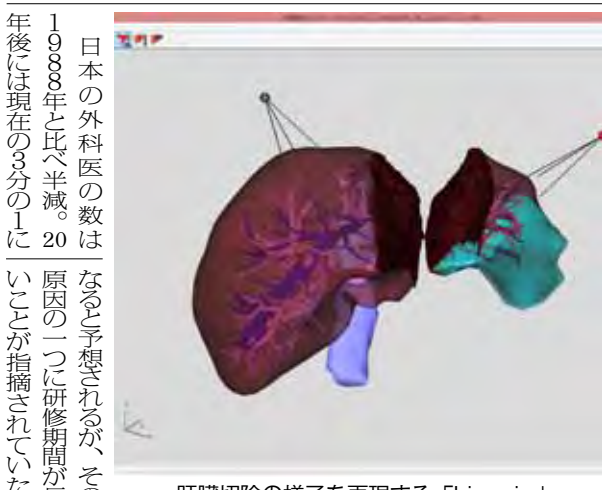 日本の外科医の数は
1988年と比べ半減。20
年後には現在の3分の1に
なると予想されるが、その
原因の一つに研修期間が
いことが指摘されていた
肝臓切除の様子を再現する「Liversim」